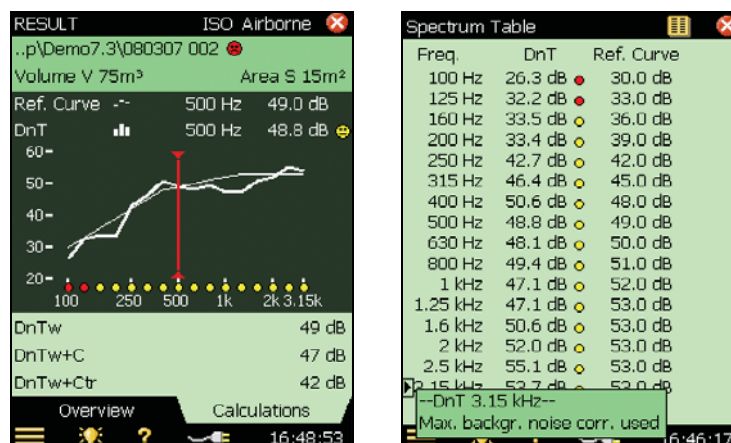 RESULT ISO Airborne
..p\Demo7.3\080307 002
Volume V 75m³ Area S 15m²
Ref. Curve 500 Hz 49.0 dB
DnT 500 Hz 48.8 dB
60-
50-
40-
30-
20-
100 250 500 1k 2k 3.15k
DnTw 49 dB
DnTw+C 47 dB
DnTw+Ctr 42 dB
Overview Calculations
? 16:48:53
Spectrum Table
Freq. DnT Ref. Curve
100 Hz 26.3 dB 30.0 dB
125 Hz 32.2 dB 33.0 dB
160 Hz 33.5 dB 36.0 dB
200 Hz 33.4 dB 39.0 dB
250 Hz 42.7 dB 42.0 dB
315 Hz 46.4 dB 45.0 dB
400 Hz 50.6 dB 48.0 dB
500 Hz 48.8 dB 49.0 dB
630 Hz 48.1 dB 50.0 dB
800 Hz 49.4 dB 51.0 dB
1 kHz 47.1 dB 52.0 dB
1.25 kHz 47.1 dB 53.0 dB
1.6 kHz 50.6 dB 53.0 dB
2 kHz 52.0 dB 53.0 dB
2.5 kHz 55.1 dB 53.0 dB
3.15 kHz 53.7 dB 53.0 dB
--DnT 3.15 kHz--
Max. backgr. noise corr. used
6:46:17